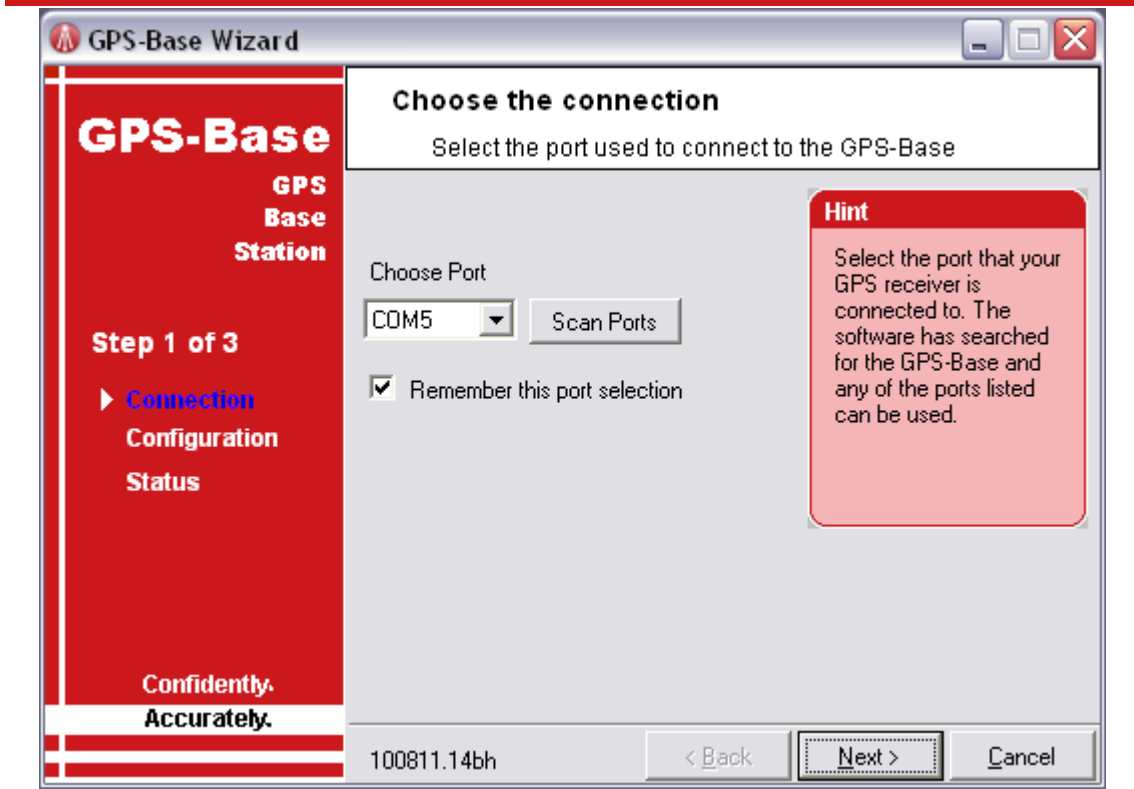 GPS-Base Wizard
GPS-Base
GPS
Base
Station
Step 1 of 3
Connection
Configuration
Status
Confidently.
Accurately.
Choose the connection
Select the port used to connect to the GPS-Base
Choose Port
COM5
Scan Ports
Remember this port selection
Hint
Select the port that your
GPS receiver is
connected to. The
software has searched
for the GPS-Base and
any of the ports listed
can be used.
100811.14bh
< Back
Next >
Cancel